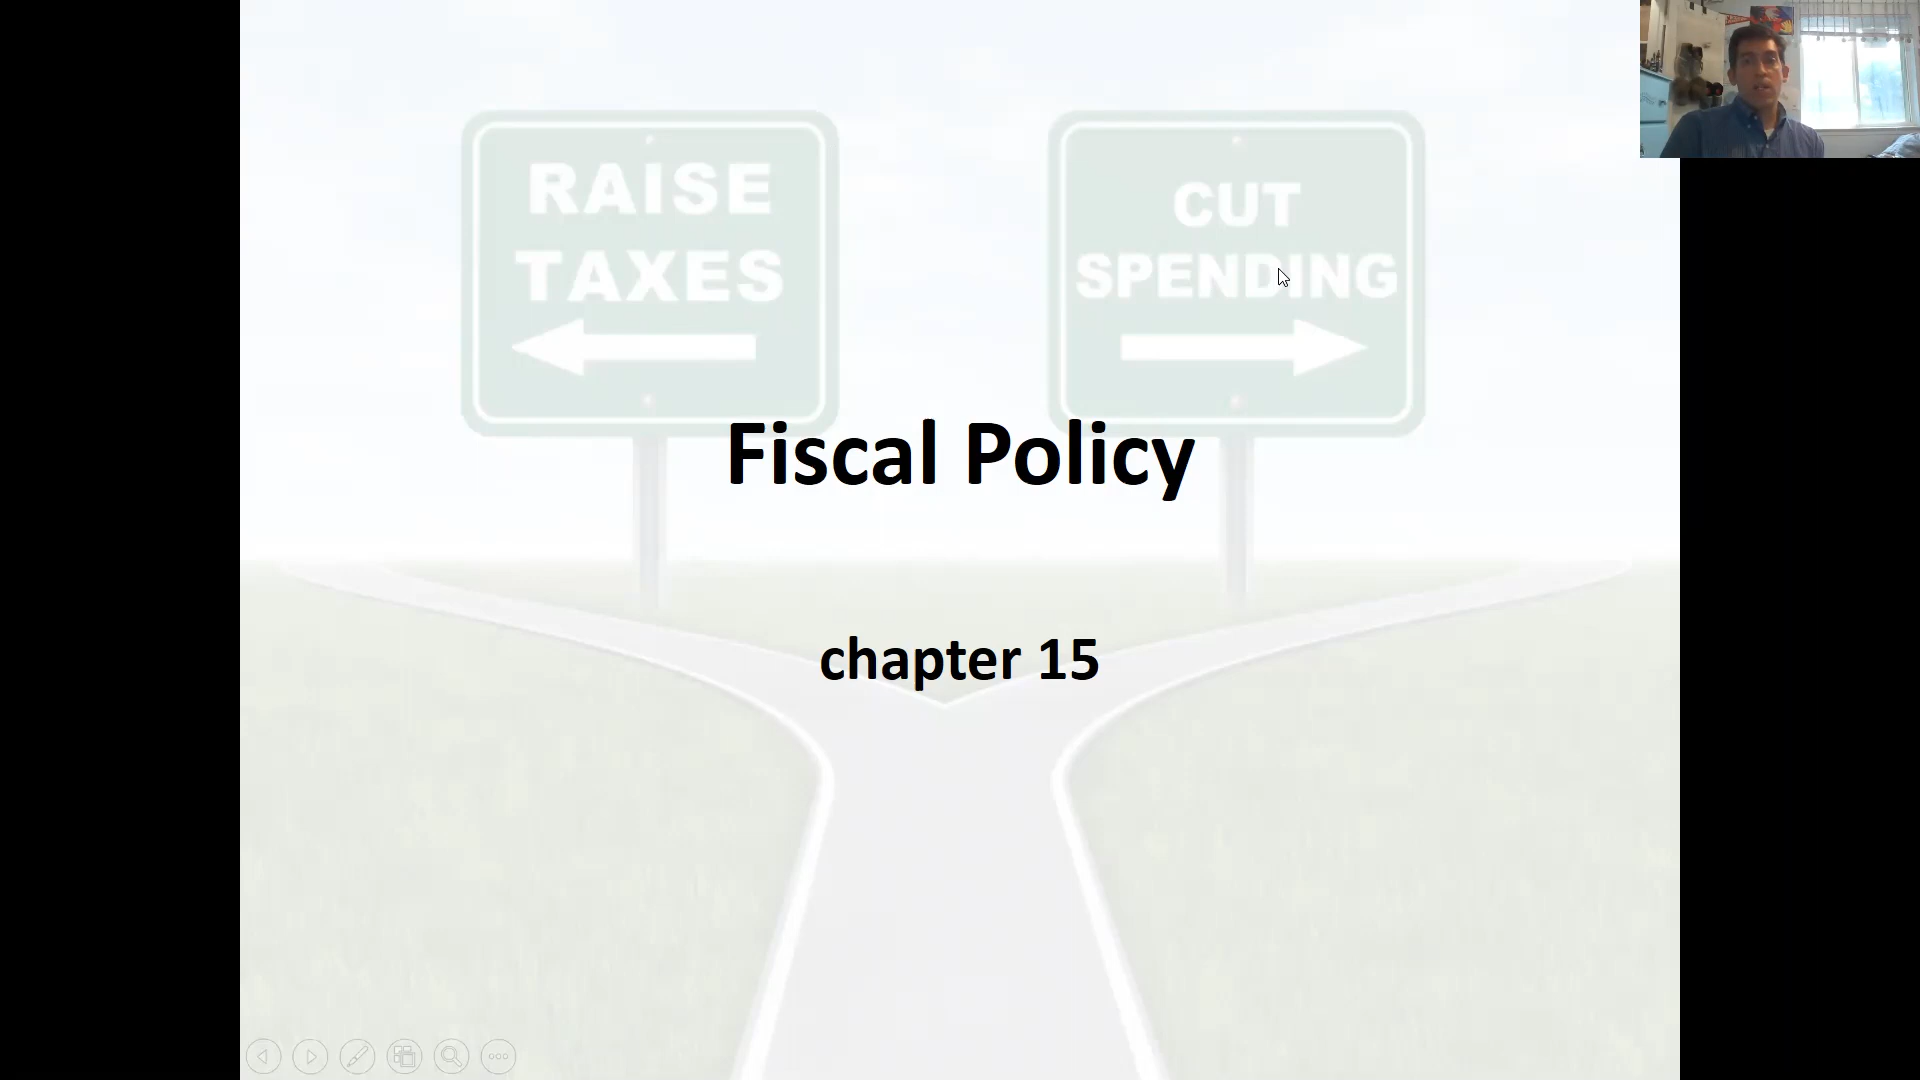 RAISE
TAXES
CUT
SPENDING
Fiscal Policy
chapter 15